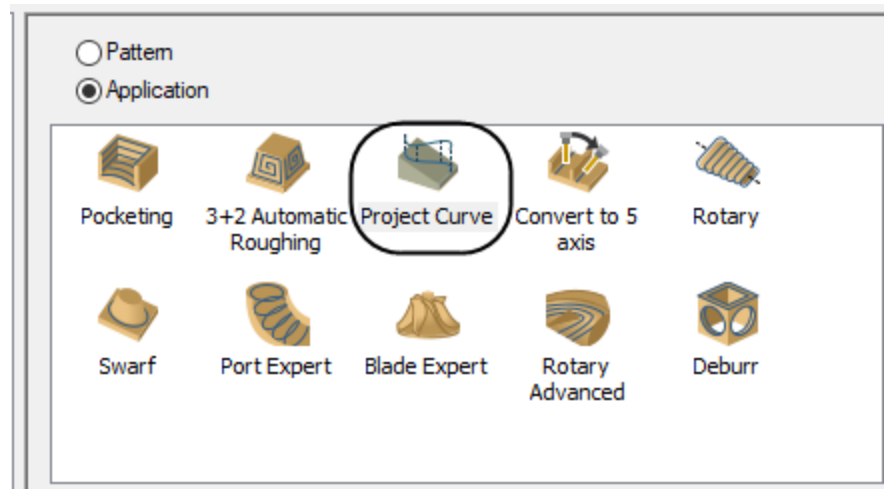 Pattern
Application
Pocketing
3+2 Automatic
Roughing
Project Curve
Convert to 5
axis
Rotary
Swarf
Port Expert
Blade Expert
Rotary
Advanced
Deburr